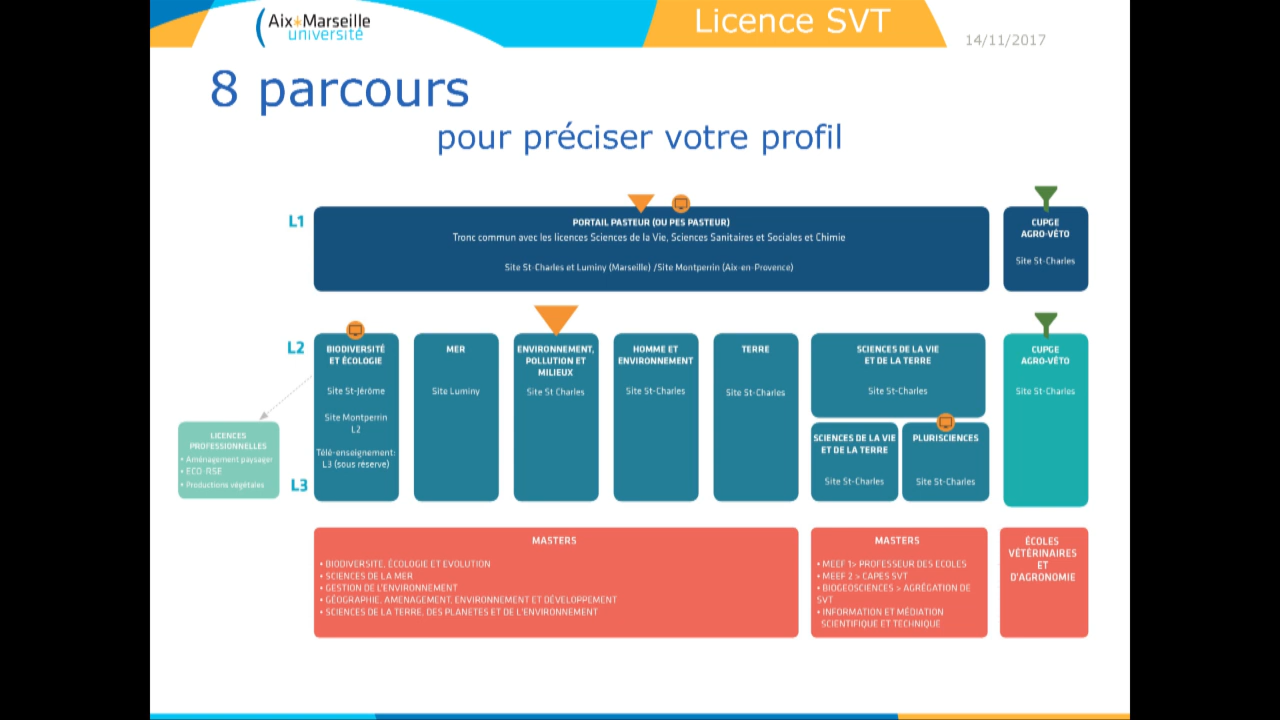 Aix*Marseille
université
Licence SVT
14/11/2017
8 parcours
pour préciser votre profil
L1
PORTAIL PASTEUR (OU PES PASTEUR)
Tronc commun avec les licences Sciences de la Vie, Sciences Sanitaires et Sociales et Chimie
Site St-Charles et Luminy (Marseille) /Site Montperrin (Aix-en-Provence)
CUPGE
AGRO-VÉTO
Site St-Charles
L2
BIODIVERSITÉ
ET ÉCOLOGIE
Site St-Jérôme
Site Montperrin
L2
Télé-enseignement:
L3 (sous réserve)
MER
Site Luminy
ENVIRONNEMENT,
POLLUTION ET
MILIEUX
Site St Charles
HOMME ET
ENVIRONNEMENT
Site St-Charles
TERRE
Site St-Charles
SCIENCES DE LA VIE
ET DE LA TERRE
Site St-Charles
CUPGE
AGRO-VÉTO
Site St-Charles
LICENCES
PROFESSIONNELLES
• Aménagement paysager
• ECO-RSE
• Productions végétales
L3
SCIENCES DE LA VIE
ET DE LA TERRE
Site St-Charles
PLURISCIENCES
Site St-Charles
MASTERS
• BIODIVERSITE, ÉCOLOGIE ET EVOLUTION
• SCIENCES DE LA MER
• GESTION DE L'ENVIRONNEMENT
• GÉOGRAPHIE, AMENAGEMENT, ENVIRONNEMENT ET DÉVELOPPEMENT
• SCIENCES DE LA TERRE, DES PLANETES ET DE L'ENVIRONNEMENT
MASTERS
• MEEF 1> PROFESSEUR DES ECOLES
• MEEF 2 > CAPES SVT
• BIOGEOSCIENCES > AGRÉGATION DE
SVT
• INFORMATION ET MÉDIATION
SCIENTIFIQUE ET TECHNIQUE
ÉCOLES
VÉTÉRINAIRES
ET
D'AGRONOMIE